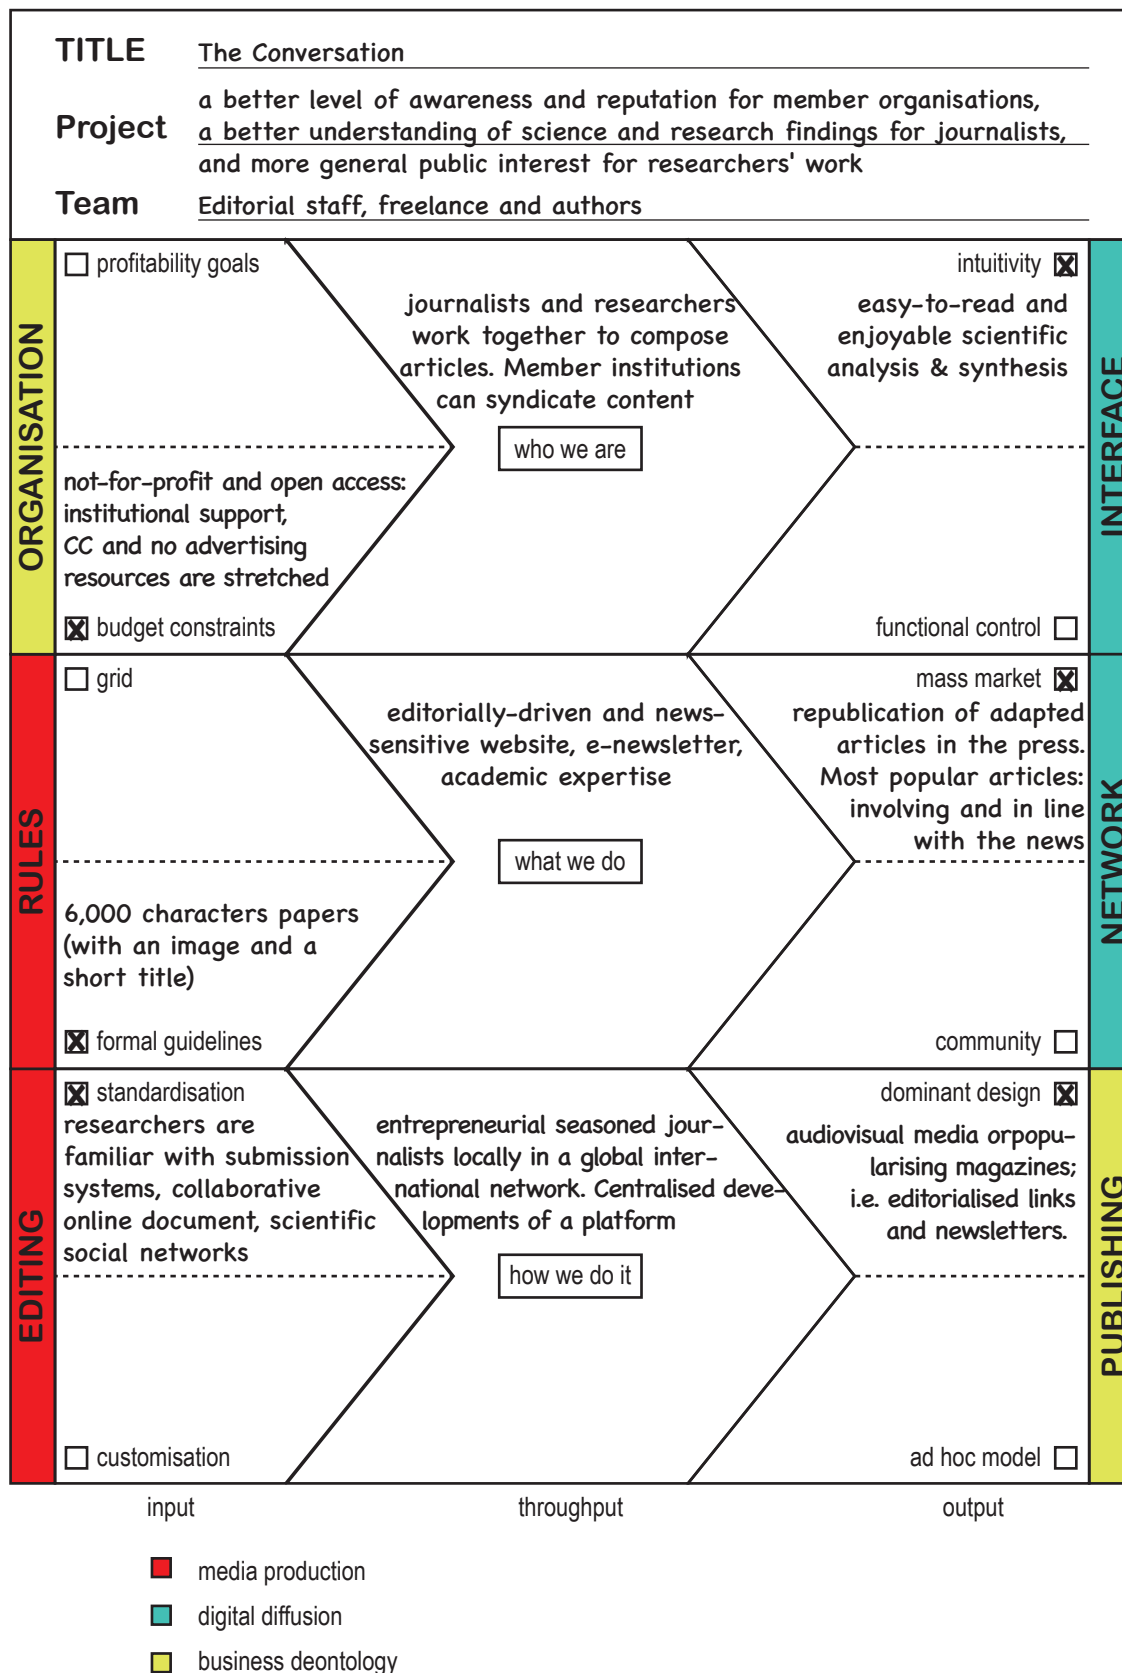 TITLE The Conversation
Project
a better level of awareness and reputation for member organisations,
a better understanding of science and research findings for journalists,
and more general public interest for researchers' work
Team Editorial staff, freelance and authors
ORGANISATION
profitability goals
not-for-profit and open access:
institutional support,
CC and no advertising
resources are stretched
X budget constraints
journalists and researchers
work together to compose
articles. Member institutions
can syndicate content
who we are
intuitivity X
easy-to-read and
enjoyable scientific
analysis & synthesis
functional control
INTERFACE
RULES
grid
6,000 characters papers
(with an image and a
short title)
X formal guidelines
editorially-driven and news-
sensitive website, e-newsletter,
academic expertise
what we do
mass market X
republication of adapted
articles in the press.
Most popular articles:
involving and in line
with the news
community
NETWORK
EDITING
X standardisation
researchers are
familiar with submission
systems, collaborative
online document, scientific
social networks
customisation
entrepreneurial seasoned jour-
nalists locally in a global inter-
national network. Centralised deve-
lopments of a platform
how we do it
dominant design X
audiovisual media orpopu-
larising magazines;
i.e. editorialised links
and newsletters.
ad hoc model
PUBLISHING
input throughput output
media production
digital diffusion
business deontology